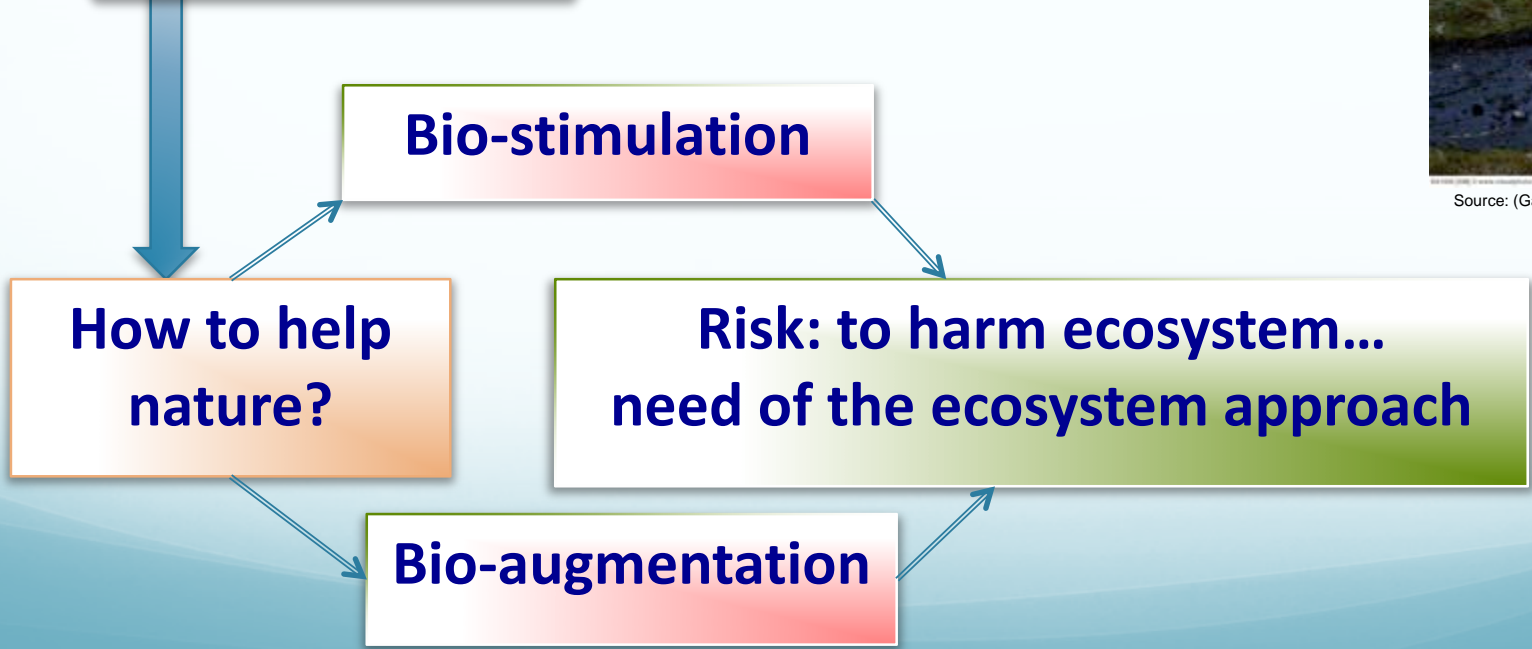 Bio-stimulation
Source: (G
How to help
nature?
Risk: to harm ecosystem…
need of the ecosystem approach
Bio-augmentation